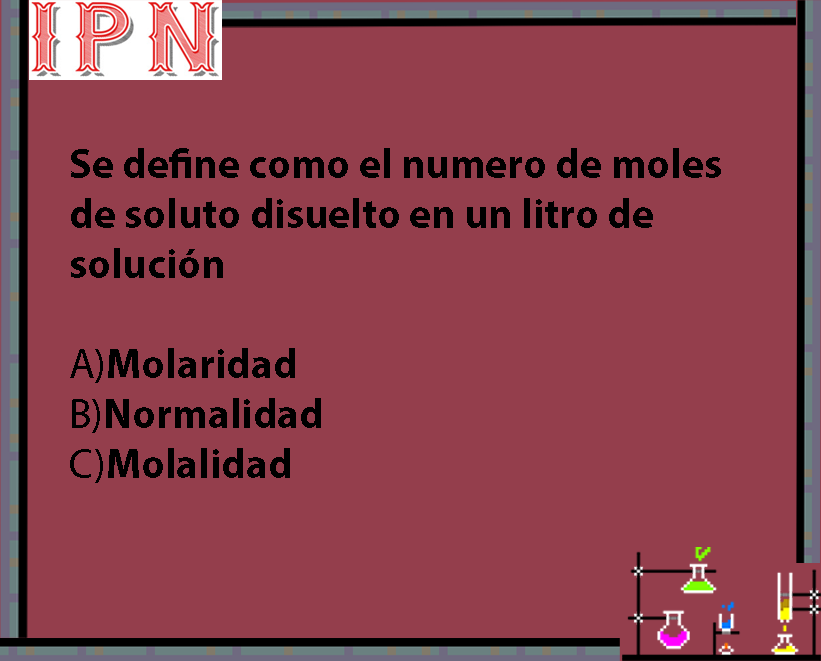 IPN
Se define como el numero de moles
de soluto disuelto en un litro de
solución
A)Molaridad
B)Normalidad
C)Molalidad